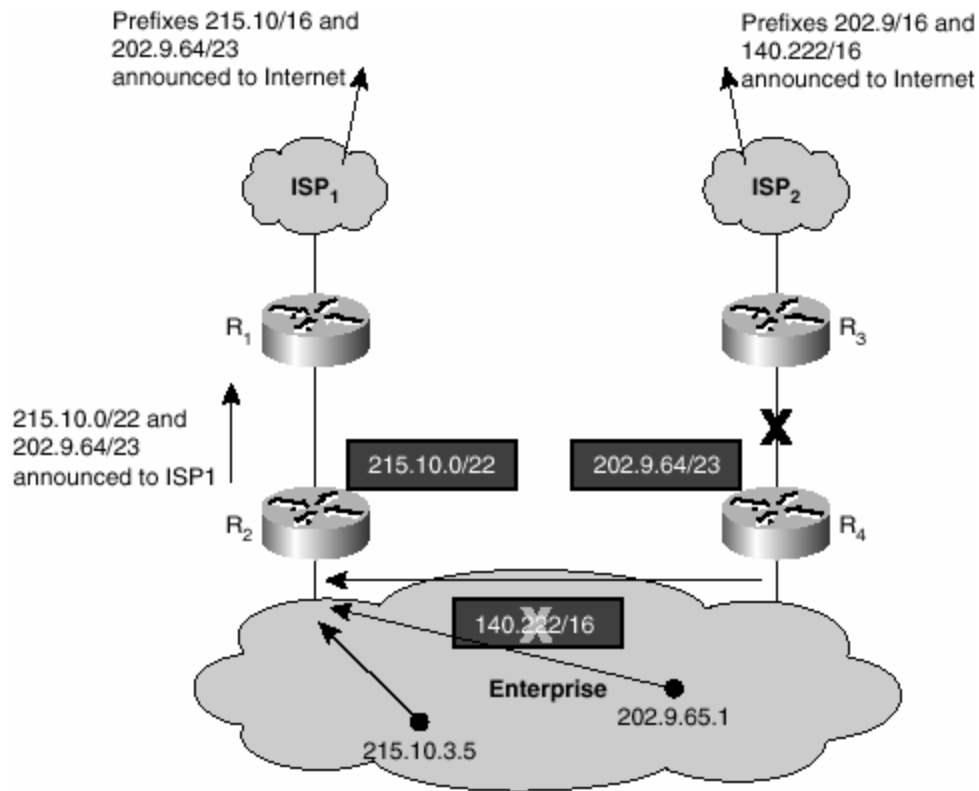 Prefixes 215.10/16 and
202.9.64/23
announced to Internet
Prefixes 202.9/16 and
140.222/16
announced to Internet
ISP1
ISP2
R1
R3
215.10.0/22 and
202.9.64/23
announced to ISP1
X
215.10.0/22
202.9.64/23
R2
R4
140.222/16
X
Enterprise
202.9.65.1
215.10.3.5